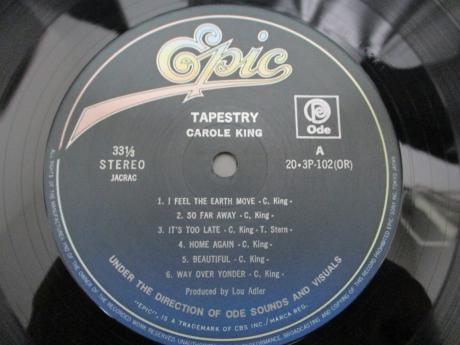 Epic
TAPESTRY
CAROLE KING
Ode
33⅓
STEREO
JACRAC
A
20•3P-102(OR)
1. I FEEL THE EARTH MOVE - C. King -
2. SO FAR AWAY - C. King -
3. IT'S TOO LATE - C. King - T. Stern -
4. HOME AGAIN - C. King -
5. BEAUTIFUL - C. King -
6. WAY OVER YONDER - C. King -
Produced by Lou Adler
UNDER THE DIRECTION OF ODE SOUNDS AND VISUALS
"EPIC", IS A TRADEMARK OF CBS INC./MARCA REG.